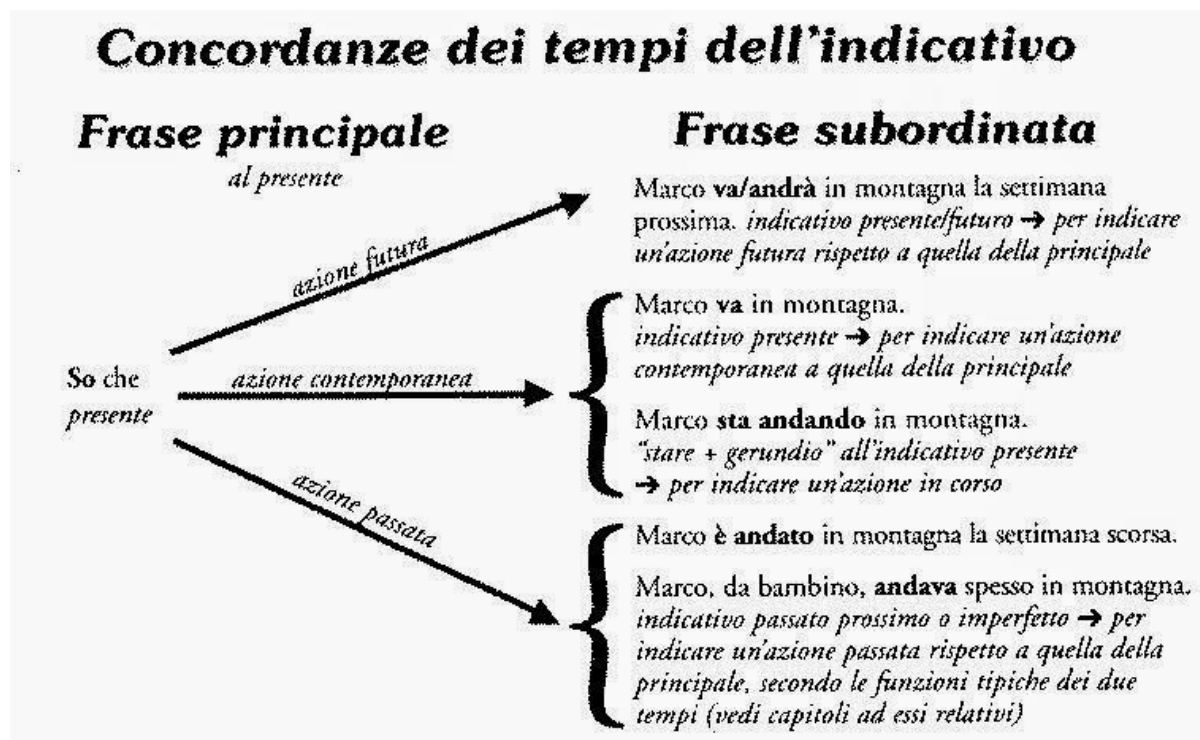 Concordanze dei tempi dell'indicativo
Frase principale
al presente
Frase subordinata
azione futura
Marco va/andrà in montagna la settimana
prossima. indicativo presente/futuro → per indicare
un'azione futura rispetto a quella della principale
So che
presente
azione contemporanea
Marco va in montagna.
indicativo presente → per indicare un'azione
contemporanea a quella della principale
Marco sta andando in montagna.
"stare + gerundio" all'indicativo presente
→ per indicare un'azione in corso
azione passata
Marco è andato in montagna la settimana scorsa.
Marco, da bambino, andava spesso in montagna.
indicativo passato prossimo o imperfetto → per
indicare un'azione passata rispetto a quella della
principale, secondo le funzioni tipiche dei due
tempi (vedi capitoli ad essi relativi)